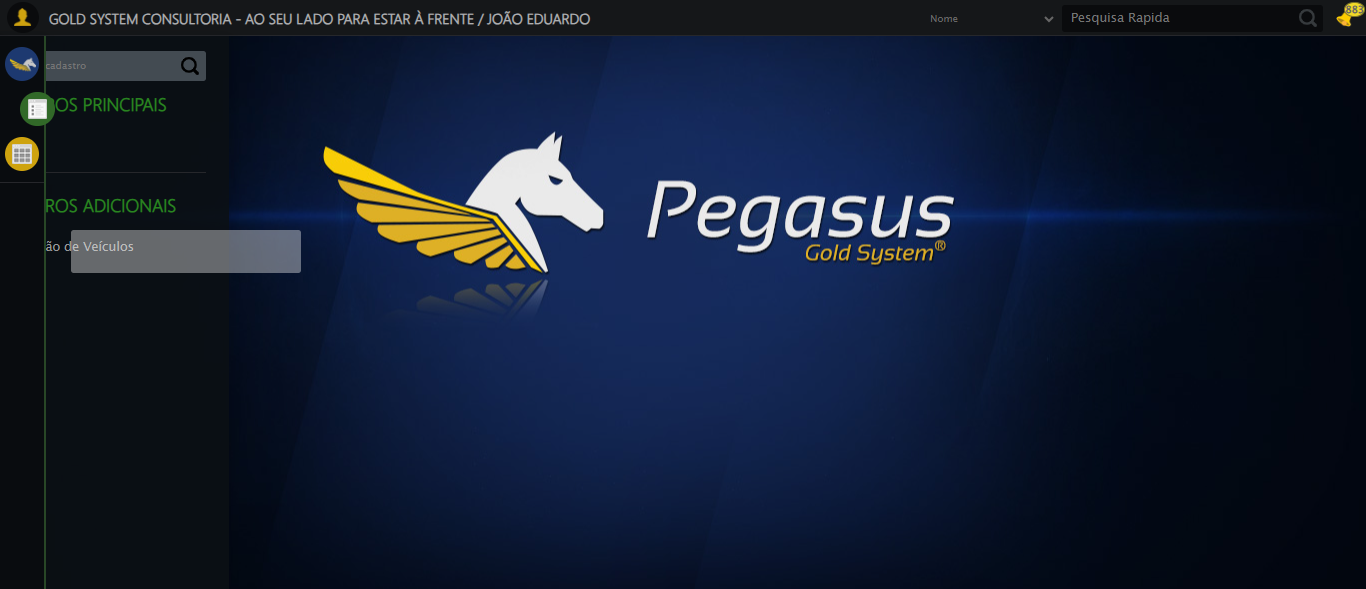 GOLD SYSTEM CONSULTORIA - AO SEU LADO PARA ESTAR À FRENTE / JOÃO EDUARDO
Nome
Pesquisa Rapida
883
cadastro
OS PRINCIPAIS
ROS ADICIONAIS
ão de Veículos
Pegasus
Gold System®